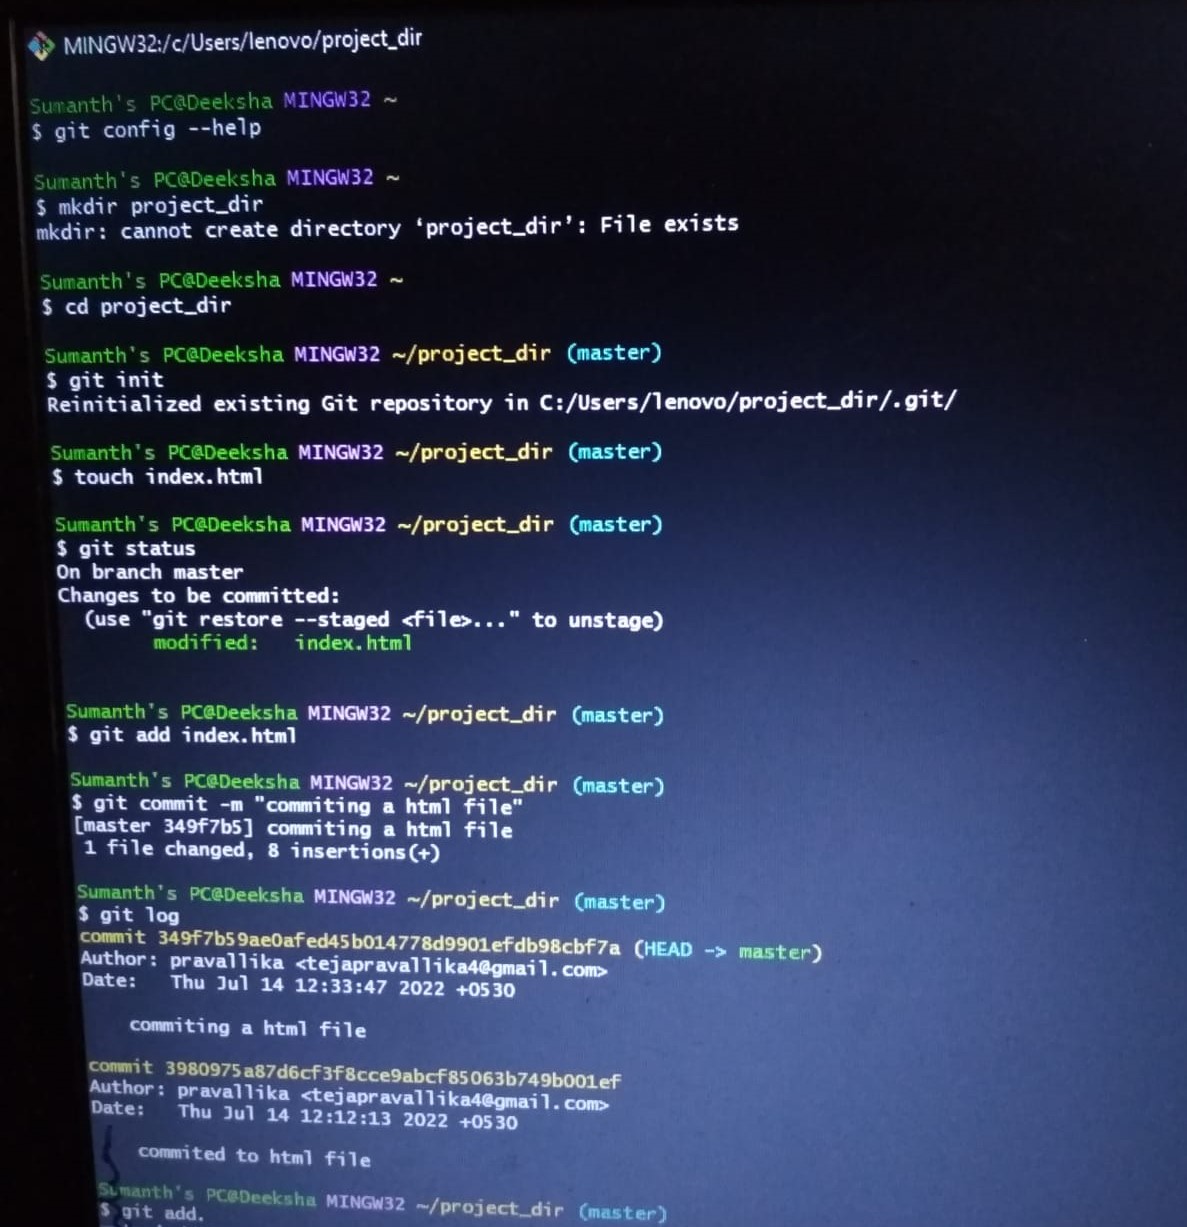 MINGW32:/c/Users/lenovo/project_dir
Sumanth's PC@Deeksha MINGW32 ~
$ git config --help
Sumanth's PC@Deeksha MINGW32 ~
$ mkdir project_dir
mkdir: cannot create directory ‘project_dir’: File exists
Sumanth's PC@Deeksha MINGW32 ~
$ cd project_dir
Sumanth's PC@Deeksha MINGW32 ~/project_dir (master)
$ git init
Reinitialized existing Git repository in C:/Users/lenovo/project_dir/.git/
Sumanth's PC@Deeksha MINGW32 ~/project_dir (master)
$ touch index.html
Sumanth's PC@Deeksha MINGW32 ~/project_dir (master)
$ git status
On branch master
Changes to be committed:
(use "git restore --staged <file>..." to unstage)
modified: index.html
Sumanth's PC@Deeksha MINGW32 ~/project_dir (master)
$ git add index.html
Sumanth's PC@Deeksha MINGW32 ~/project_dir (master)
$ git commit -m "commiting a html file"
[master 349f7b5] commiting a html file
1 file changed, 8 insertions(+)
Sumanth's PC@Deeksha MINGW32 ~/project_dir (master)
$ git log
commit 349f7b59ae0afed45b014778d9901efdb98cbf7a (HEAD -> master)
Author: pravallika <tejapravallika4@gmail.com>
Date: Thu Jul 14 12:33:47 2022 +0530
commiting a html file
commit 3980975a87d6cf3f8cce9abcf85063b749b001ef
Author: pravallika <tejapravallika4@gmail.com>
Date: Thu Jul 14 12:12:13 2022 +0530
commited to html file
Sumanth's PC@Deeksha MINGW32 ~/project_dir (master)
$ git add.